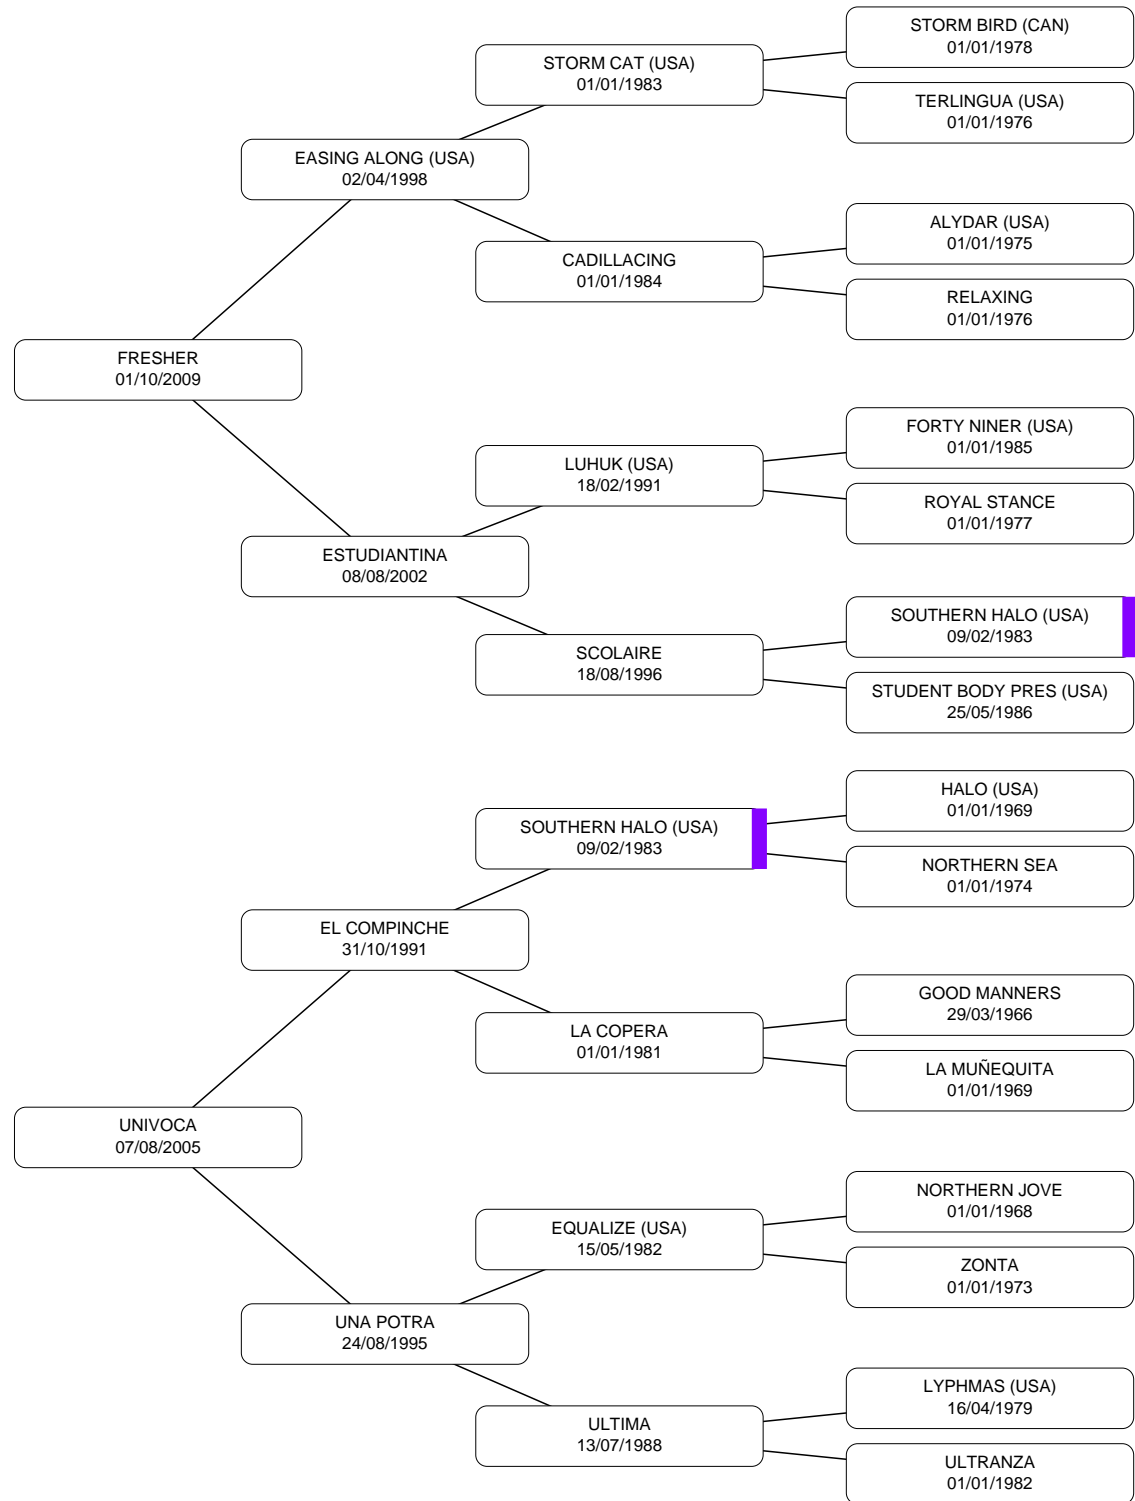 STORM BIRD (CAN)
01/01/1978
STORM CAT (USA)
01/01/1983
TERLINGUA (USA)
01/01/1976
EASING ALONG (USA)
02/04/1998
ALYDAR (USA)
01/01/1975
CADILLACING
01/01/1984
RELAXING
01/01/1976
FRESHER
01/10/2009
FORTY NINER (USA)
01/01/1985
LUHUK (USA)
18/02/1991
ROYAL STANCE
01/01/1977
ESTUDIANTINA
08/08/2002
SOUTHERN HALO (USA)
09/02/1983
SCOLAIRE
18/08/1996
STUDENT BODY PRES (USA)
25/05/1986
HALO (USA)
01/01/1969
SOUTHERN HALO (USA)
09/02/1983
NORTHERN SEA
01/01/1974
EL COMPINCHE
31/10/1991
GOOD MANNERS
29/03/1966
LA COPERA
01/01/1981
LA MUÑEQUITA
01/01/1969
UNIVOCA
07/08/2005
NORTHERN JOVE
01/01/1968
EQUALIZE (USA)
15/05/1982
ZONTA
01/01/1973
UNA POTRA
24/08/1995
LYPHMAS (USA)
16/04/1979
ULTIMA
13/07/1988
ULTRANZA
01/01/1982